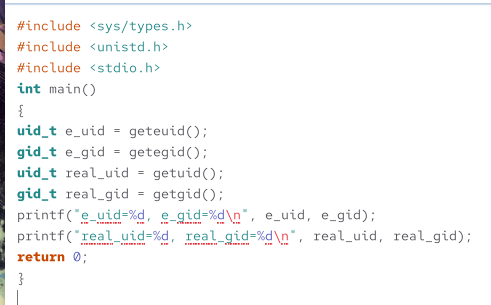 #include <sys/types.h>
#include <unistd.h>
#include <stdio.h>
int main()
{
uid_t e_uid = geteuid();
gid_t e_gid = getegid();
uid_t real_uid = getuid();
gid_t real_gid = getgid();
printf("e_uid=%d, e_gid=%d\n", e_uid, e_gid);
printf("real_uid=%d, real_gid=%d\n", real_uid, real_gid);
return 0;
}